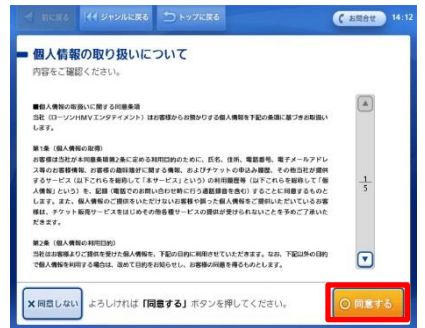 前に戻る ジャンルに戻る トップに戻る お問合せ 14:12
個人情報の取り扱いについて
内容をご確認ください。
■個人情報の取扱いに関する同意条項
当社（ローソンHMVエンタテイメント）はお客様からお預かりする個人情報を下記の条項に基づきお取扱い
します。
第1条（個人情報の取得）
お客様は当社が本同意条項第2条に定める利用目的のために、氏名、住所、電話番号、電子メールアドレ
ス等のお客様情報、お客様の趣味嗜好に関する情報、およびチケットの申込み履歴、その他当社が提供
するサービス（以下これらを総称して「本サービス」という）の利用履歴等（以下これらを総称して「個
人情報」という）を、記録（電話でのお問い合わせ時に行う通話録音を含む）することに同意するものと
します。また、個人情報のご提供をいただけないお客様や誤った個人情報をご提供いただいているお客
様は、チケット販売サービスをはじめその他各種サービスの提供が受けられないことを予めご了承いた
だきます。
第2条（個人情報の利用目的）
当社はお客様よりご提供を受けた個人情報を、下記の目的に利用させていただきます。なお、下記以外の目的
で個人情報を利用する場合は、改めて目的をお知らせし、お客様の同意を得るものとします。
1
5
×同意しない よろしければ「同意する」ボタンを押してください。 同意する